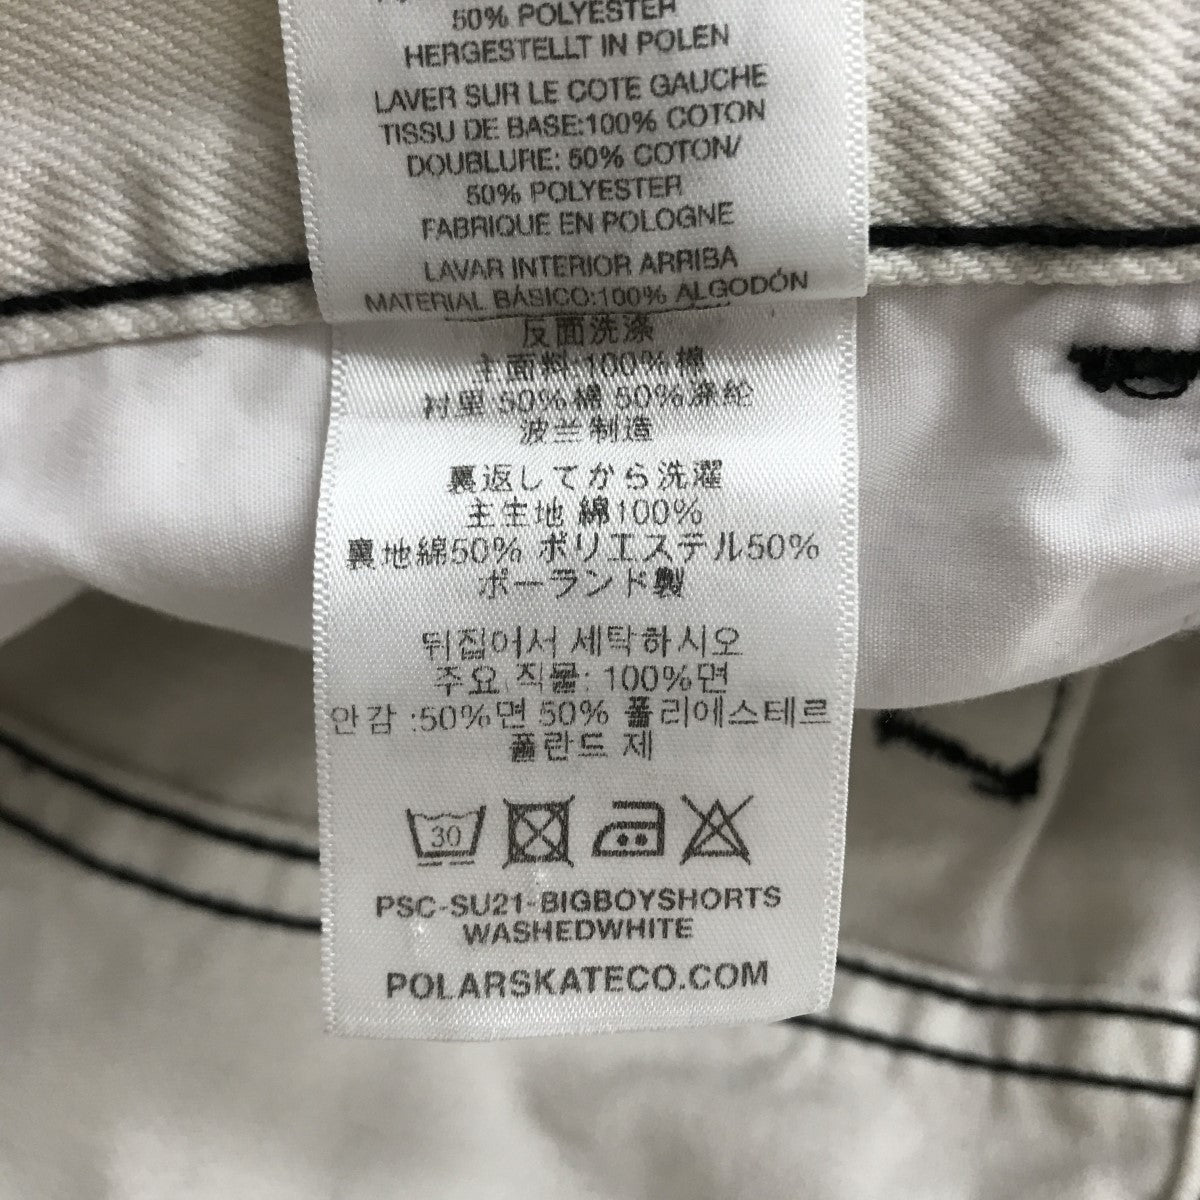 50% POLYESTER
HERGESTELLT IN POLEN
LAVER SUR LE COTE GAUCHE
TISSU DE BASE:100% COTON
DOUBLURE: 50% COTON/
50% POLYESTER
FABRIQUE EN POLOGNE
LAVAR INTERIOR ARRIBA
MATERIAL BÁSICO:100% ALGODÓN
反面洗涤
主面料:100%棉
衬里:50%棉 50%涤纶
波兰制造
裏返してから洗濯
主生地 綿100%
裏地綿50% ポリエステル50%
ポーランド製
뒤집어서 세탁하시오
주요 직물: 100%면
안감 :50%면 50% 폴리에스테르
폴란드 제
30
PSC-SU21-BIGBOYSHORTS
WASHEDWHITE
POLARSKATECO.COM